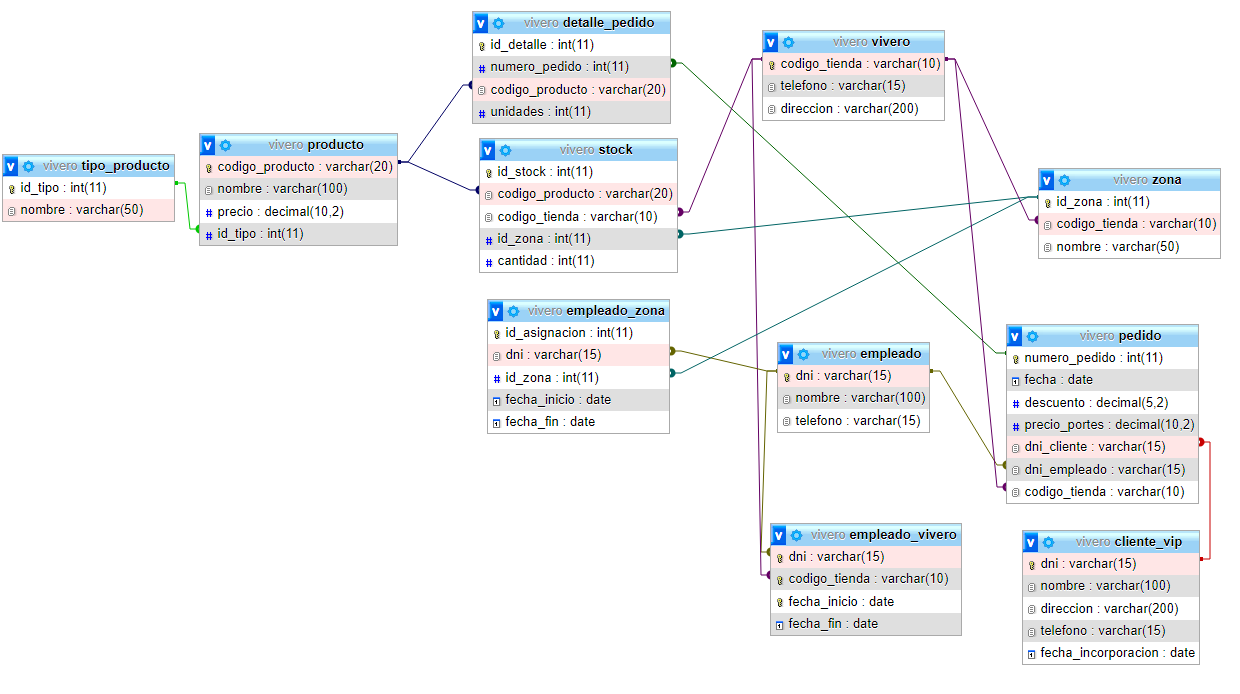 vivero tipo_producto
id_tipo : int(11)
nombre : varchar(50)
vivero producto
codigo_producto : varchar(20)
nombre : varchar(100)
precio : decimal(10,2)
id_tipo : int(11)
vivero detalle_pedido
id_detalle : int(11)
numero_pedido : int(11)
codigo_producto : varchar(20)
unidades : int(11)
vivero stock
id_stock : int(11)
codigo_producto : varchar(20)
codigo_tienda : varchar(10)
id_zona : int(11)
cantidad : int(11)
vivero empleado_zona
id_asignacion : int(11)
dni : varchar(15)
id_zona : int(11)
fecha_inicio : date
fecha_fin : date
vivero vivero
codigo_tienda : varchar(10)
telefono : varchar(15)
direccion : varchar(200)
vivero empleado
dni : varchar(15)
nombre : varchar(100)
telefono : varchar(15)
vivero empleado_vivero
dni : varchar(15)
codigo_tienda : varchar(10)
fecha_inicio : date
fecha_fin : date
vivero zona
id_zona : int(11)
codigo_tienda : varchar(10)
nombre : varchar(50)
vivero pedido
numero_pedido : int(11)
fecha : date
descuento : decimal(5,2)
precio_portes : decimal(10,2)
dni_cliente : varchar(15)
dni_empleado : varchar(15)
codigo_tienda : varchar(10)
vivero cliente_vip
dni : varchar(15)
nombre : varchar(100)
direccion : varchar(200)
telefono : varchar(15)
fecha_incorporacion : date